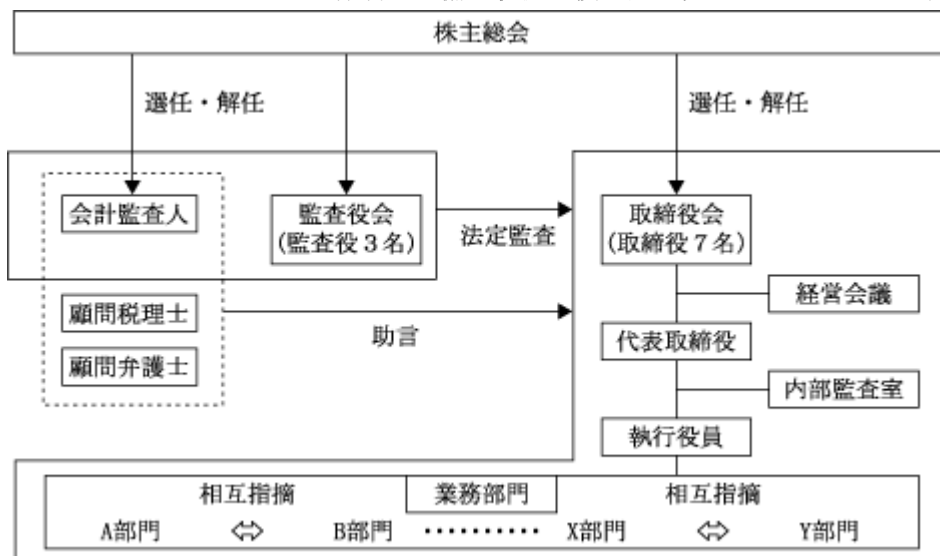 株主総会
選任・解任
選任・解任
会計監査人
監査役会
(監査役3名)
法定監査
取締役会
(取締役7名)
経営会議
顧問税理士
助言
代表取締役
顧問弁護士
内部監査室
執行役員
相互指摘
業務部門
相互指摘
A部門 ⇔ B部門 ・・・・・・・・・・ X部門 ⇔ Y部門